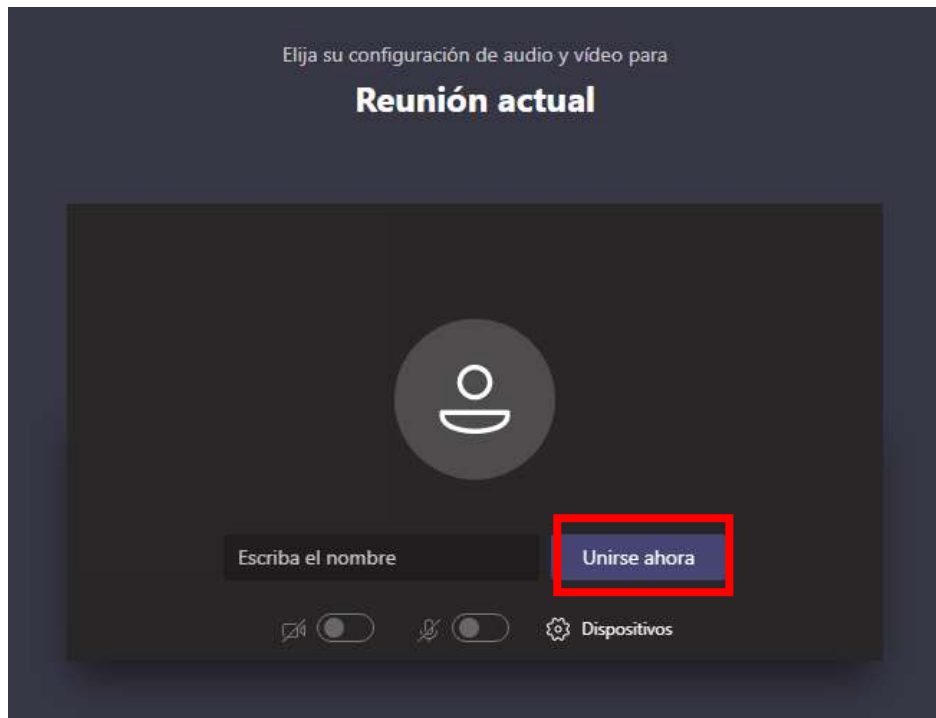 Elija su configuración de audio y vídeo para
Reunión actual
Escriba el nombre
Unirse ahora
Dispositivos